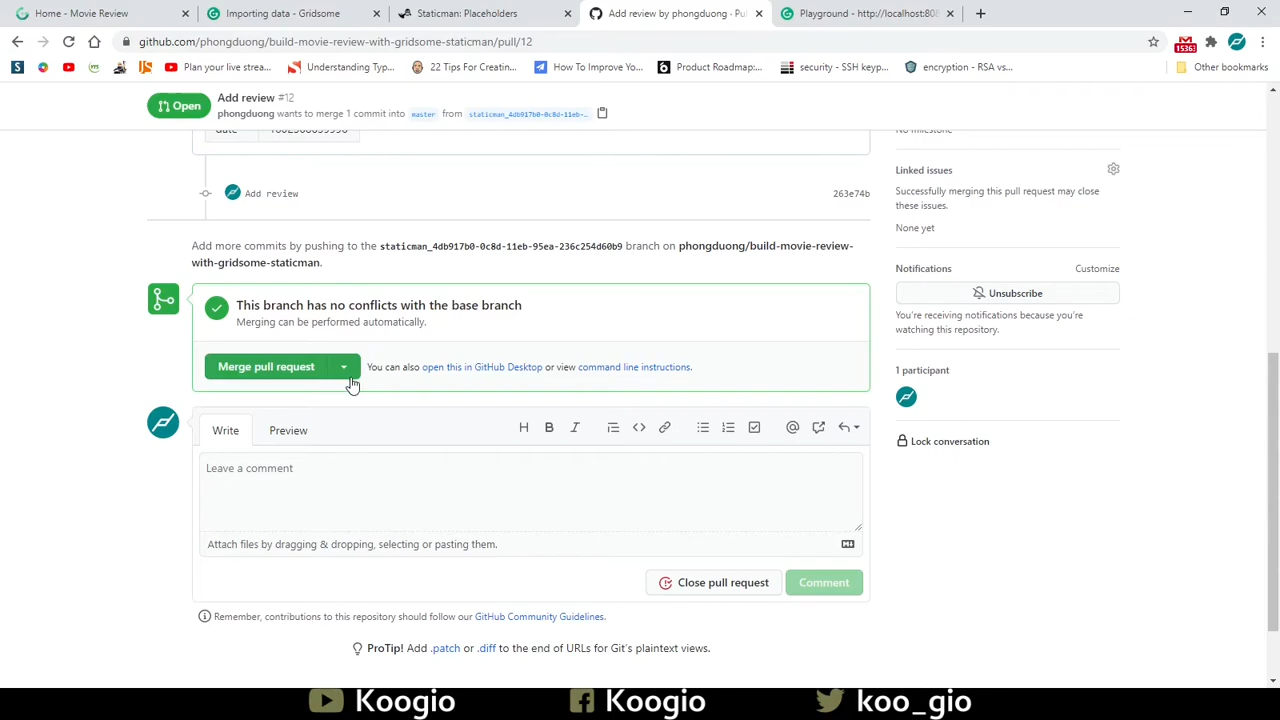 Home - Movie Review
Importing data - Gridsome
Staticman Placeholders
Add review by phongduong · Pul
Playground - http://localhost:808
github.com/phongduong/build-movie-review-with-gridsome-staticman/pull/12
15363
Plan your live strea...
Understanding Typ...
22 Tips For Creatin...
How To Improve Yo...
Product Roadmap:...
security - SSH keyp...
encryption - RSA vs...
Other bookmarks
Open
Add review #12
phongduong wants to merge 1 commit into master from staticman_4db917b0-0c8d-11eb-…
No milestone
Linked issues
Successfully merging this pull request may close
these issues.
None yet
Add review
263e74b
Add more commits by pushing to the staticman_4db917b0-0c8d-11eb-95ea-236c254d60b9 branch on phongduong/build-movie-review-
with-gridsome-staticman.
Notifications
Customize
Unsubscribe
You're receiving notifications because you're
watching this repository.
This branch has no conflicts with the base branch
Merging can be performed automatically.
Merge pull request
You can also open this in GitHub Desktop or view command line instructions.
1 participant
Lock conversation
Write
Preview
Leave a comment
Attach files by dragging & dropping, selecting or pasting them.
Close pull request
Comment
Remember, contributions to this repository should follow our GitHub Community Guidelines.
ProTip! Add .patch or .diff to the end of URLs for Git's plaintext views.
Koogio
Koogio
koo_gio